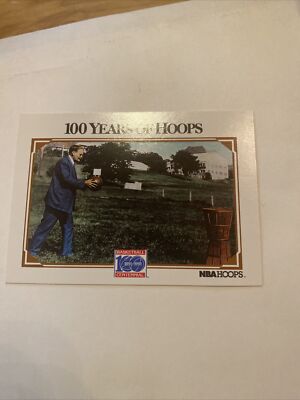 100 YEARS OF HOOPS
BASKETBALL
100
CENTENNIAL
NBA HOOPS